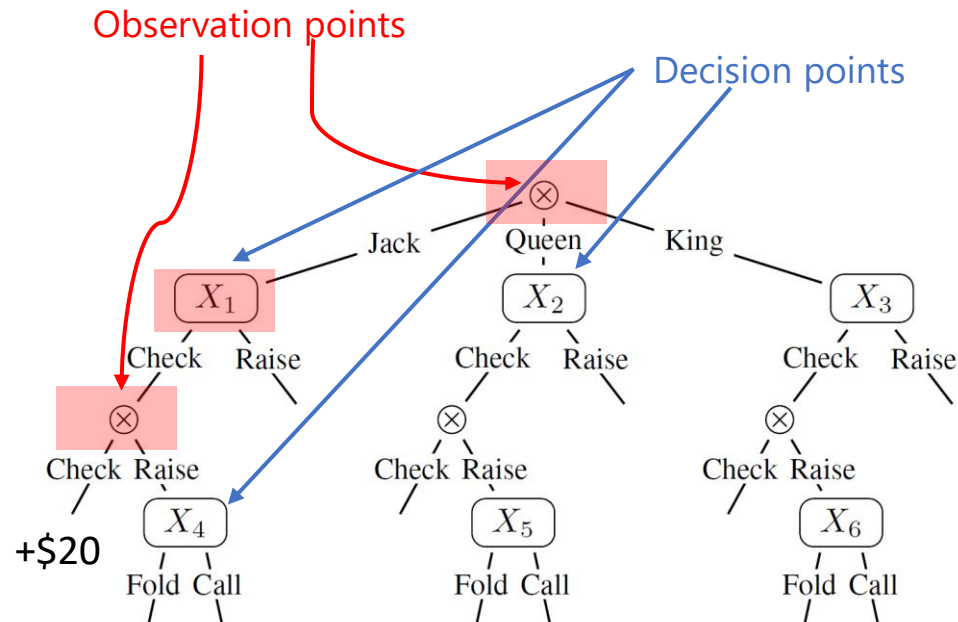 Observation points
Decision points
Jack Queen King
X₁ X₂ X₃
Check Raise Check Raise Check Raise
Check Raise Check Raise Check Raise
X₄ X₅ X₆
+$20
Fold Call Fold Call Fold Call